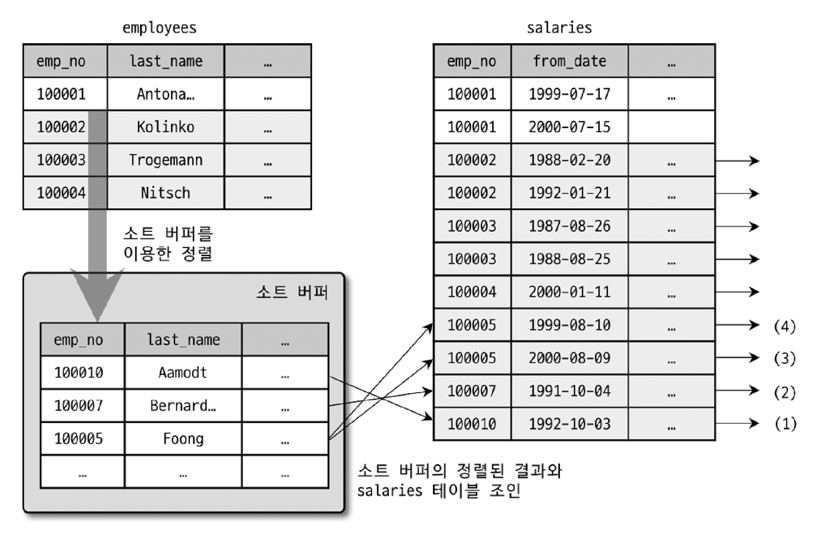 employees
emp_no last_name …
100001 Antona… …
100002 Kolinko …
100003 Trogemann …
100004 Nitsch …
소트 버퍼를
이용한 정렬
소트 버퍼
emp_no last_name …
100010 Aamodt …
100007 Bernard… …
100005 Foong …
… … …
salaries
emp_no from_date …
100001 1999-07-17 …
100001 2000-07-15
100002 1988-02-20 …
100002 1992-01-21 …
100003 1987-08-26 …
100003 1988-08-25 …
100004 2000-01-11 …
100005 1999-08-10 … (4)
100005 2000-08-09 … (3)
100007 1991-10-04 … (2)
100010 1992-10-03 … (1)
소트 버퍼의 정렬된 결과와
salaries 테이블 조인